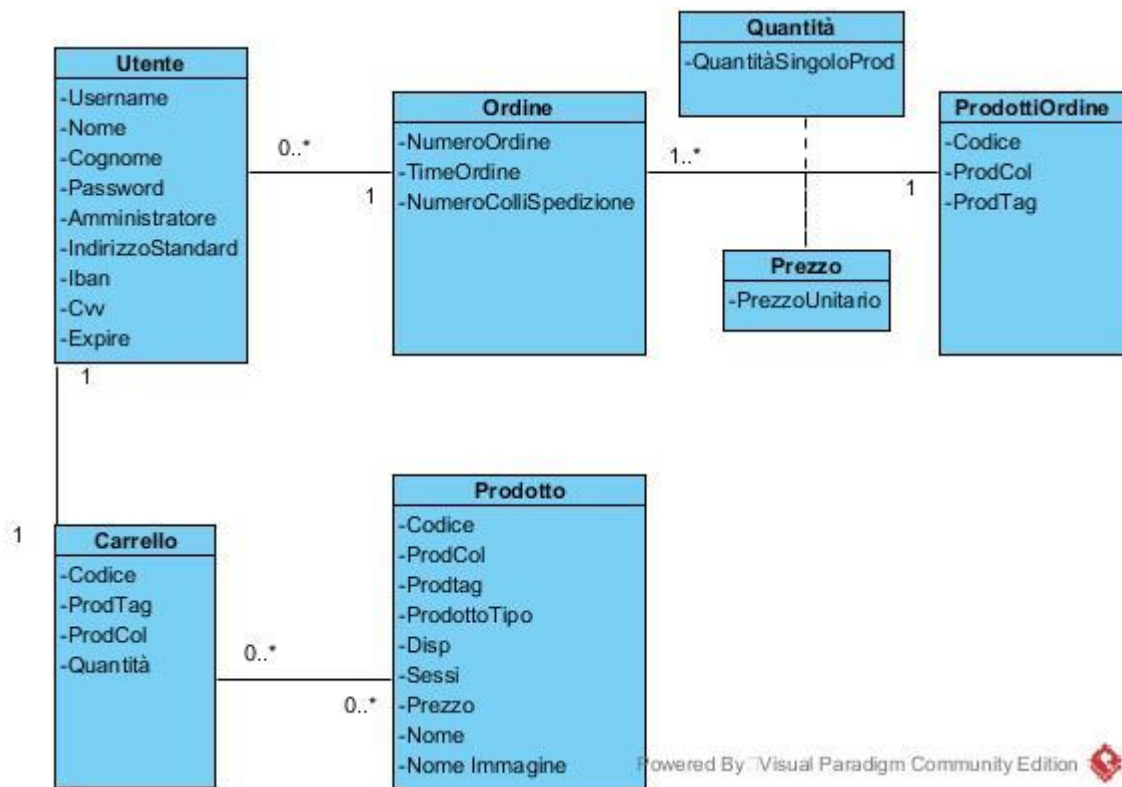 Utente
-Username
-Nome
-Cognome
-Password
-Amministratore
-IndirizzoStandard
-Iban
-Cvv
-Expire
0..*
1
Ordine
-NumeroOrdine
-TimeOrdine
-NumeroColliSpedizione
1..*
1
Quantità
-QuantitàSingoloProd
Prezzo
-PrezzoUnitario
ProdottiOrdine
-Codice
-ProdCol
-ProdTag
1
1
Carrello
-Codice
-ProdTag
-ProdCol
-Quantità
0..*
0..*
Prodotto
-Codice
-ProdCol
-Prodtag
-ProdottoTipo
-Disp
-Sessi
-Prezzo
-Nome
-Nome Immagine
Powered By Visual Paradigm Community Edition